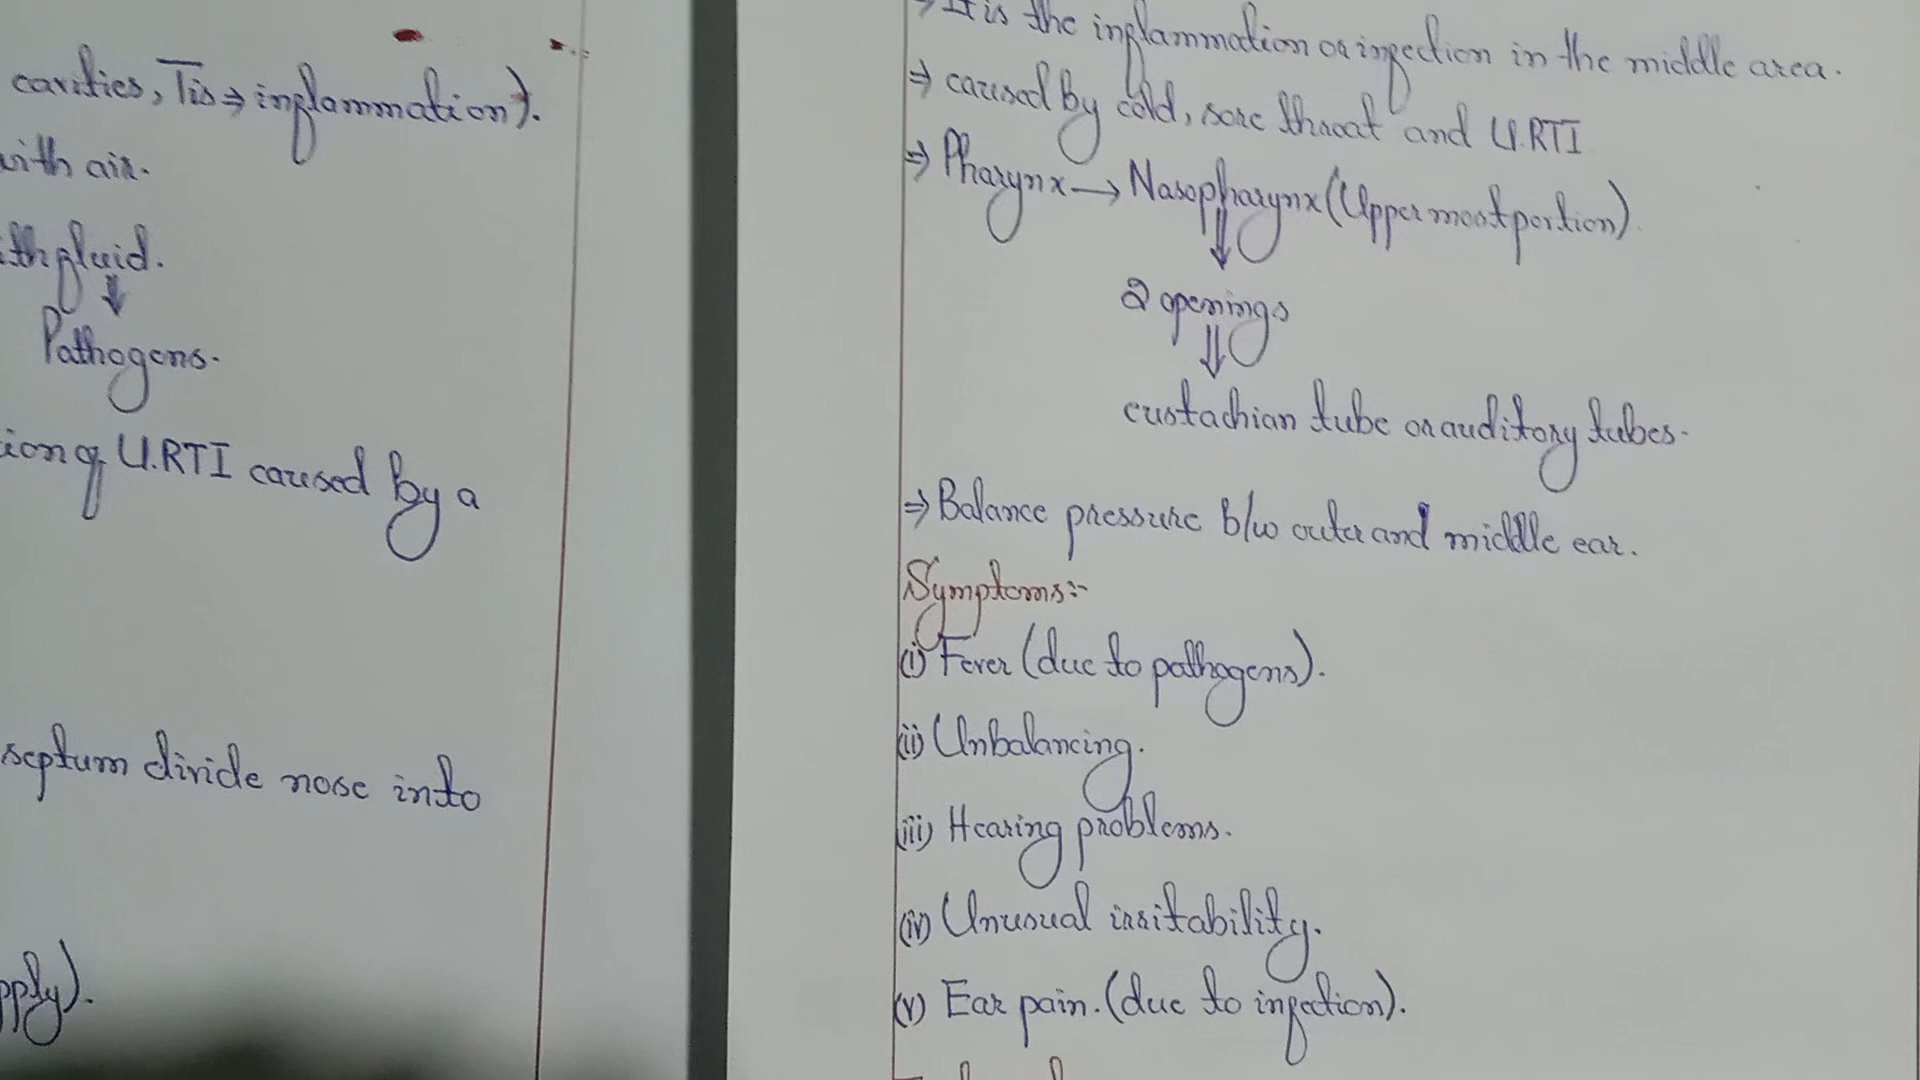 cavities, Tis⇒ inflammation).
with air.
fluid.
⇓
Pathogens.
of U.RTI caused by a
septum divide nose into
⇒ It is the inflammation or infection in the middle area.
⇒ caused by cold, sore throat and U.RTI
⇒ Pharynx → Nasopharynx (Uppermost portion).
⇓
2 openings
⇓
eustachian tube or auditory tubes.
⇒ Balance pressure b/w outer and middle ear.
Symptoms:-
(i) Fever (due to pathogens).
(ii) Unbalancing.
(iii) Hearing problems.
(iv) Unusual irritability.
(v) Ear pain. (due to infection).